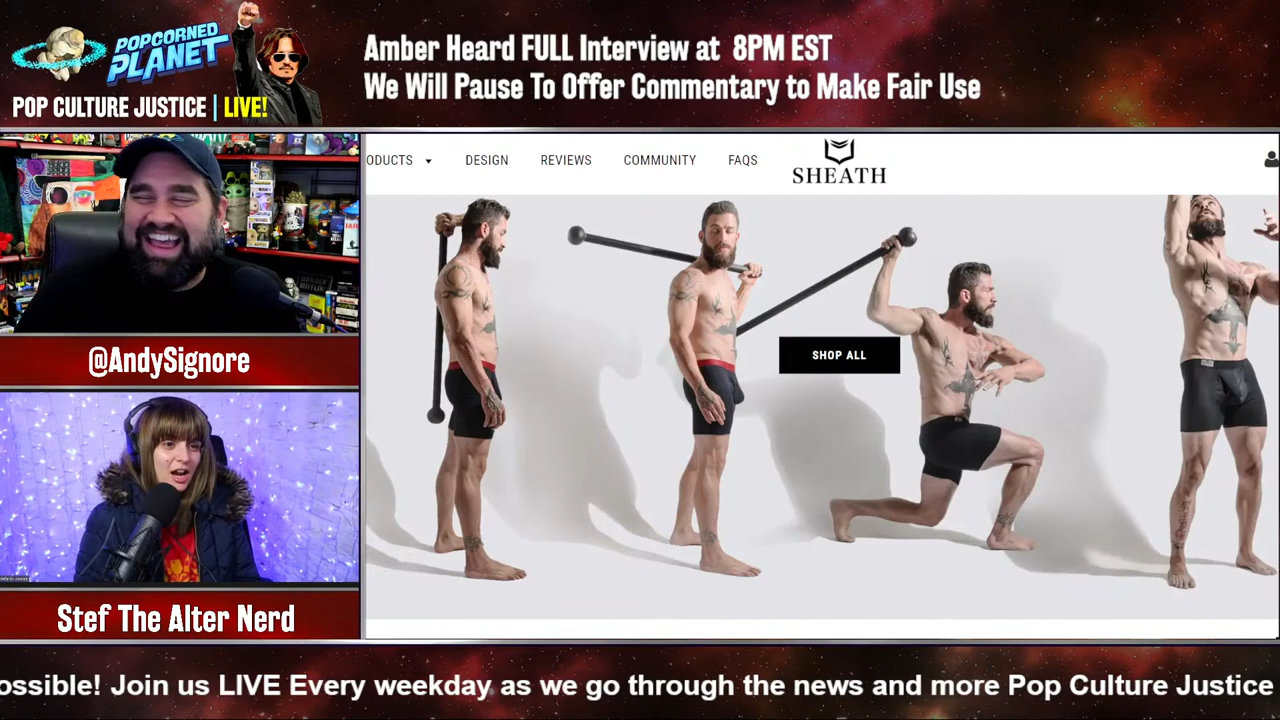 POPCORNED
PLANET
POP CULTURE JUSTICE | LIVE!
Amber Heard FULL Interview at 8PM EST
We Will Pause To Offer Commentary to Make Fair Use
ODUCTS
DESIGN
REVIEWS
COMMUNITY
FAQS
SHEATH
SHOP ALL
@AndySignore
Stef The Alter Nerd
ossible! Join us LIVE Every weekday as we go through the news and more Pop Culture Justice